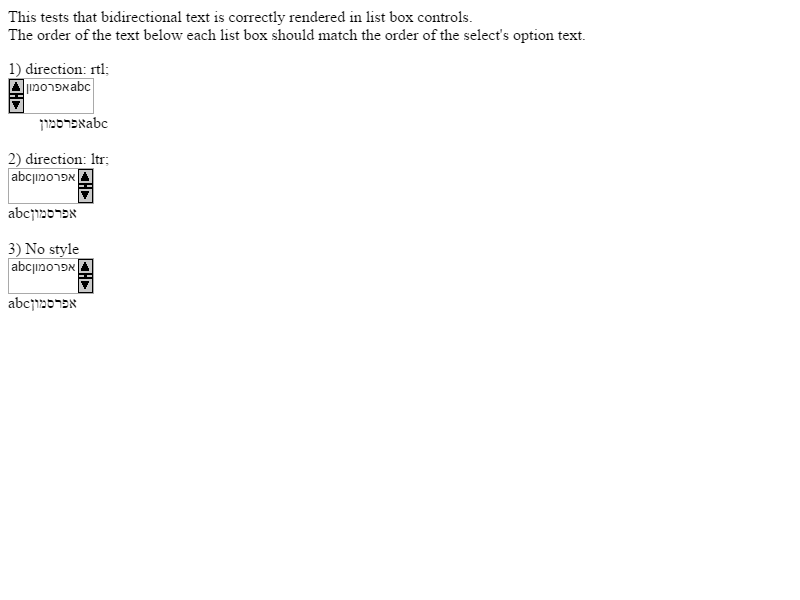 This tests that bidirectional text is correctly rendered in list box controls.
The order of the text below each list box should match the order of the select's option text.
1) direction: rtl;
abcאפרסמון
abcאפרסמון
2) direction: ltr;
abcאפרסמון
abcאפרסמון
3) No style
abcאפרסמון
abcאפרסמון